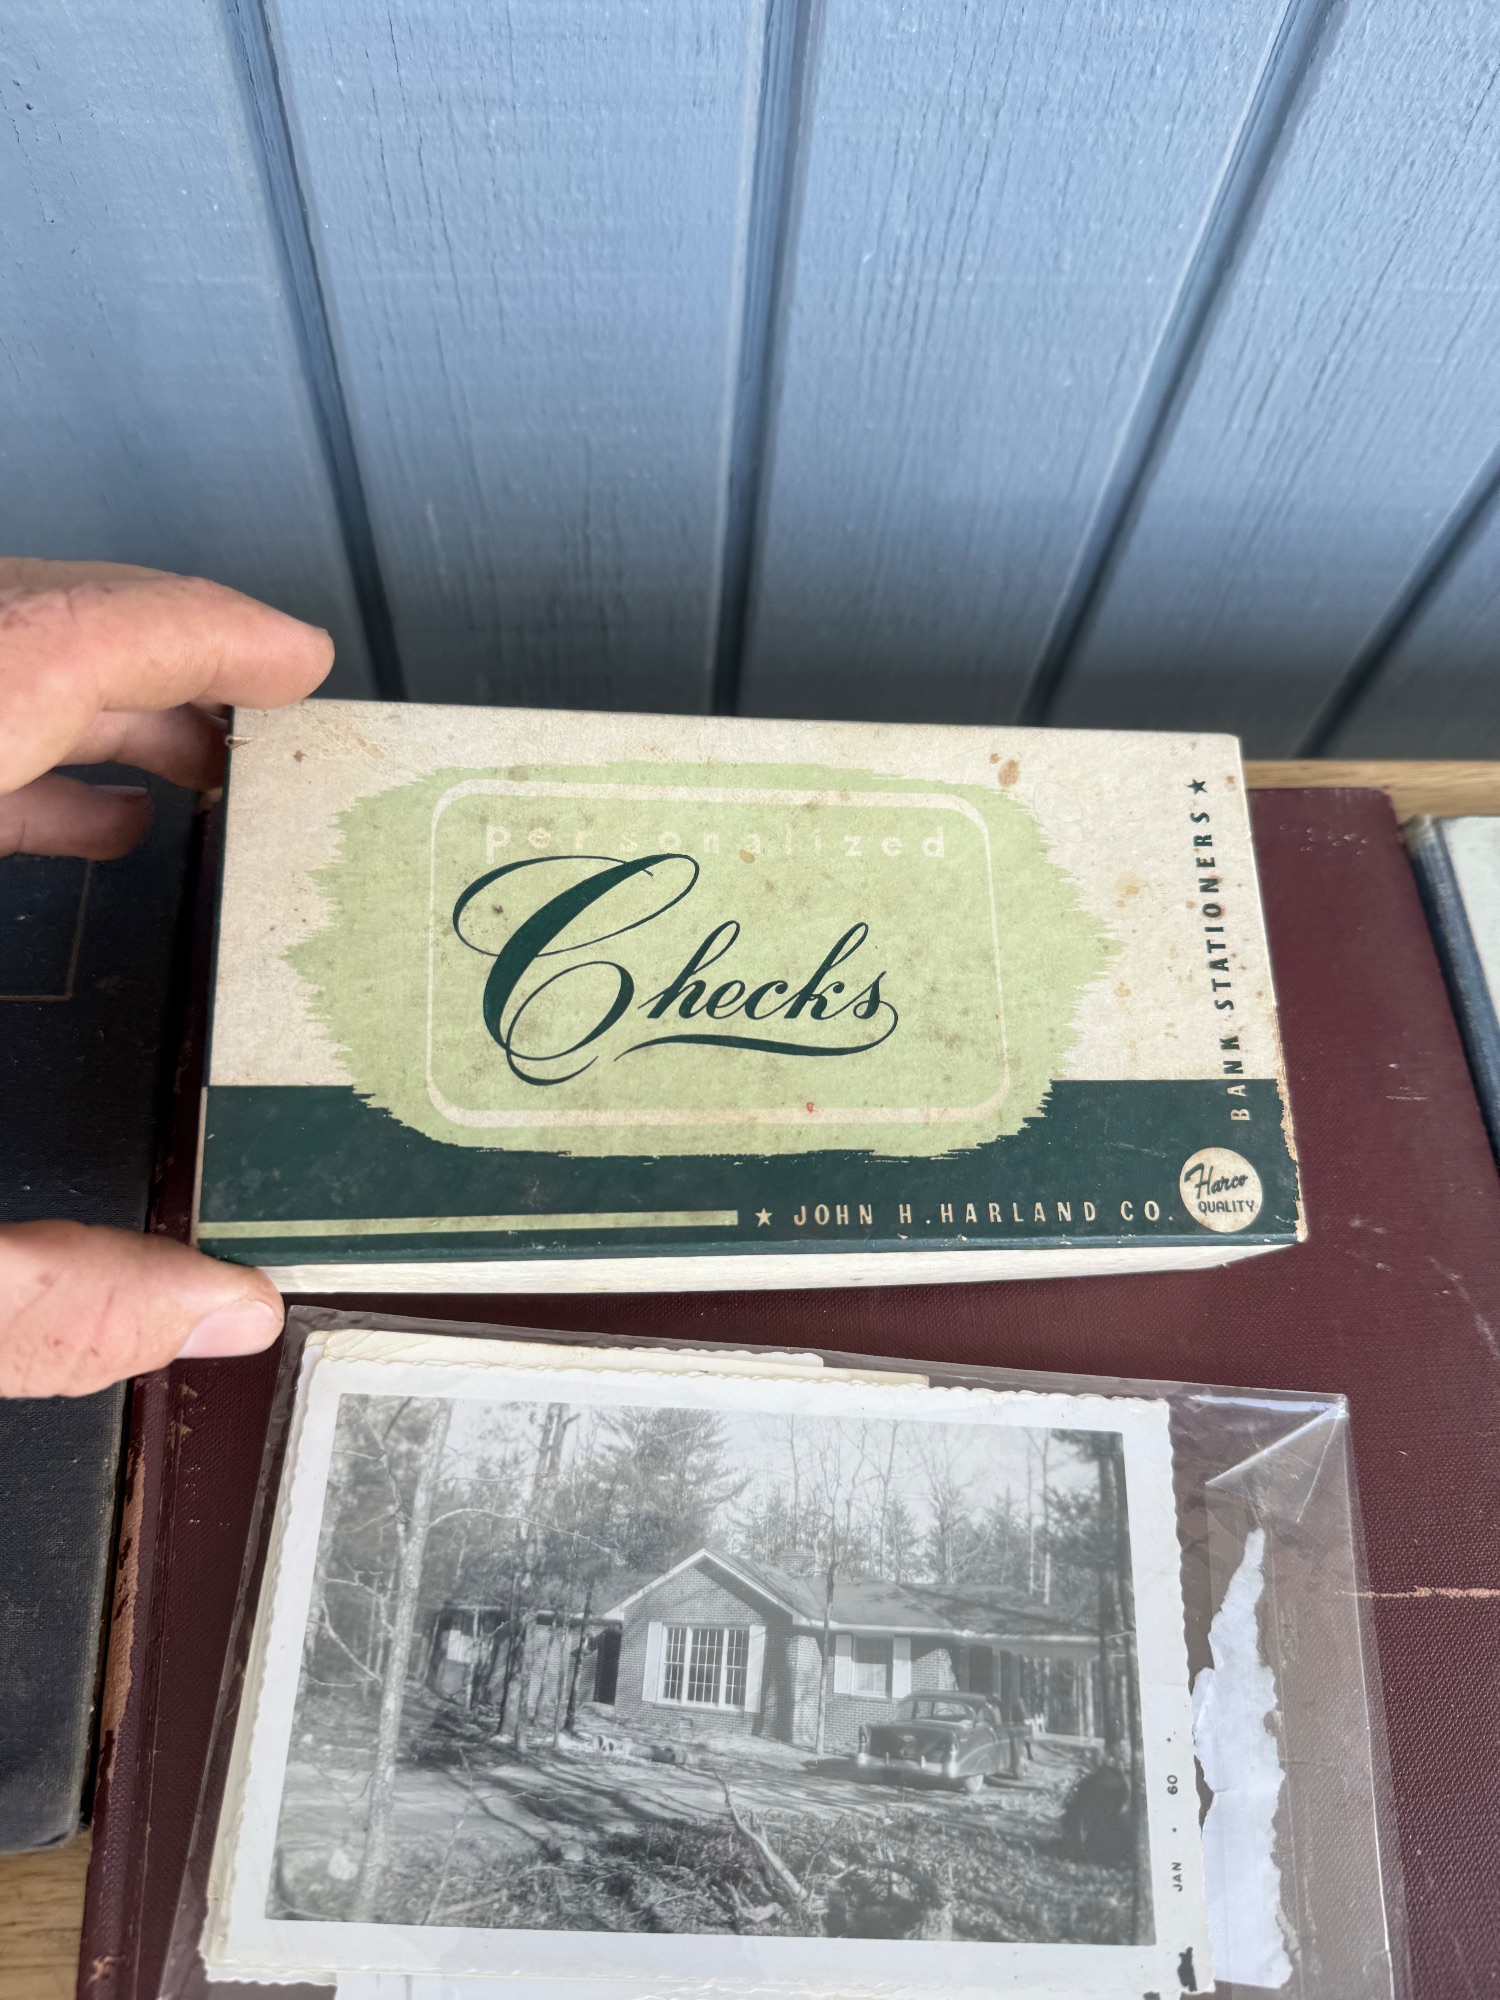 personalized
Checks
BANK STATIONERS ★
★ JOHN H. HARLAND CO.
Harco
QUALITY
JAN • 60 •